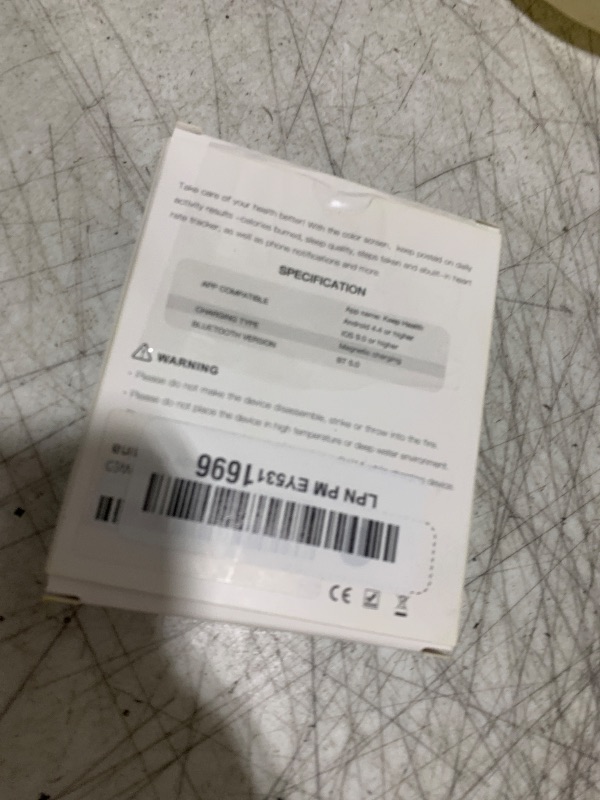 Take care of your hearth better! With the color screen, keep posted on daily
activity results -calories burned, sleep quality, steps taken and abuilt-in heart
rate tracker, as well as phone notifications and more
SPECIFICATION
APP COMPATIBLE
App name: Keep Health
Android 4.4 or higher
iOS 9.0 or higher
CHARGING TYPE
Magnetic charging
BLUETOOTH VERSION
BT 5.0
WARNING
- Please do not make the device disassemble, strike or throw into the fire.
- Please do not place the device in high temperature or deep water environment.
device.
LPN PM EY5311696
CE